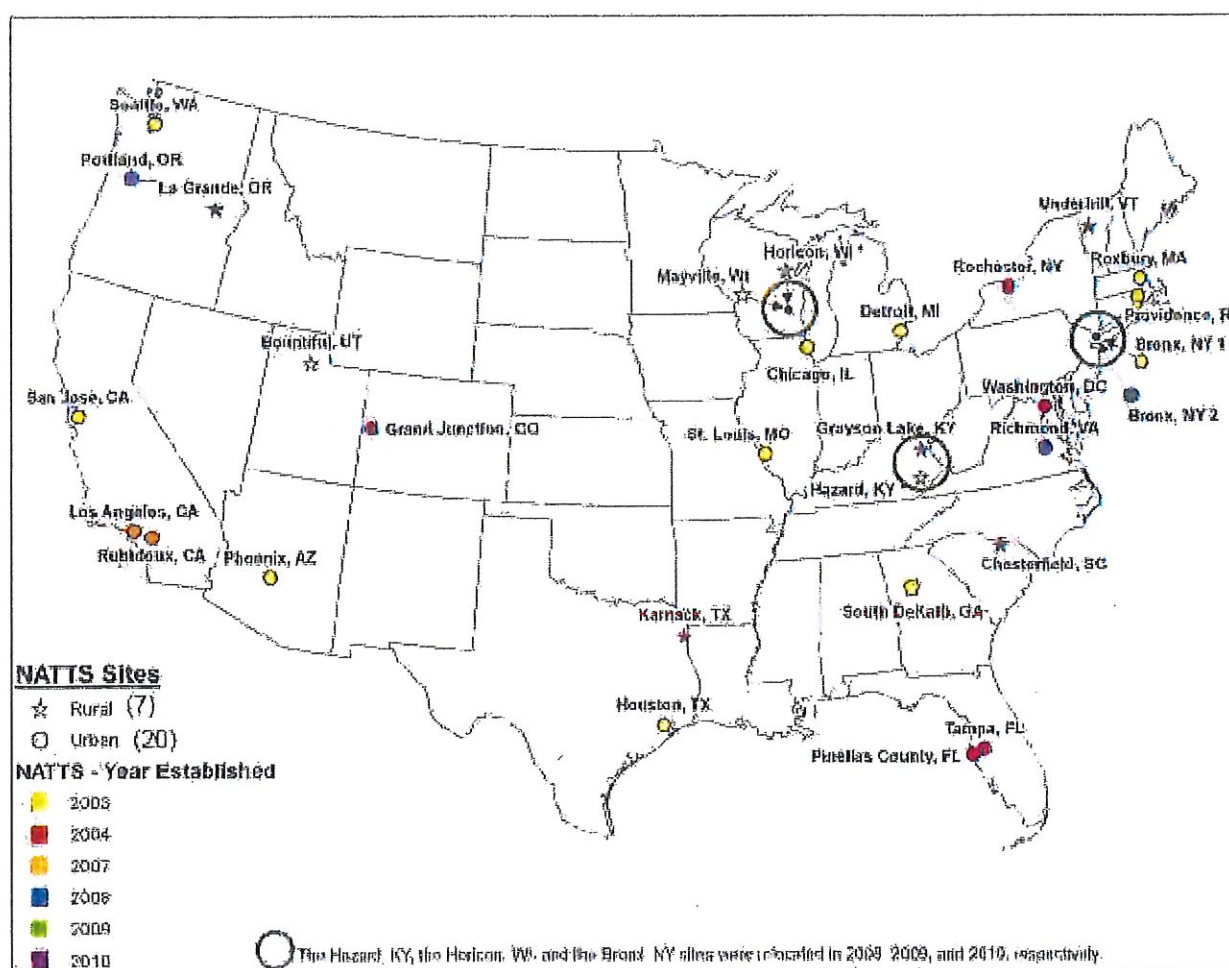 Seattle, WA
Portland, OR
La Grande, OR
Underhill, VT
Horicon, WI
Mayville, WI
Rochester, NY
Roxbury, MA
Detroit, MI
Providence, R
Bronx, NY 1
Bountiful, UT
Chicago, IL
Washington, DC
Bronx, NY 2
San Jose, CA
Grand Junction, CO
St. Louis, MO
Grayson Lake, KY
Richmond, VA
Hazard, KY
Los Angeles, CA
Rubidoux, CA
Phoenix, AZ
Chesterfield, SC
South DeKalb, GA
Karnack, TX
Houston, TX
Tampa, FL
Pinellas County, FL
NATTS Sites
Rural (7)
Urban (20)
NATTS - Year Established
2003
2004
2007
2008
2009
2010
The Hazard, KY, the Horicon, WI, and the Bronx, NY sites were relocated in 2008, 2009, and 2010, respectively.